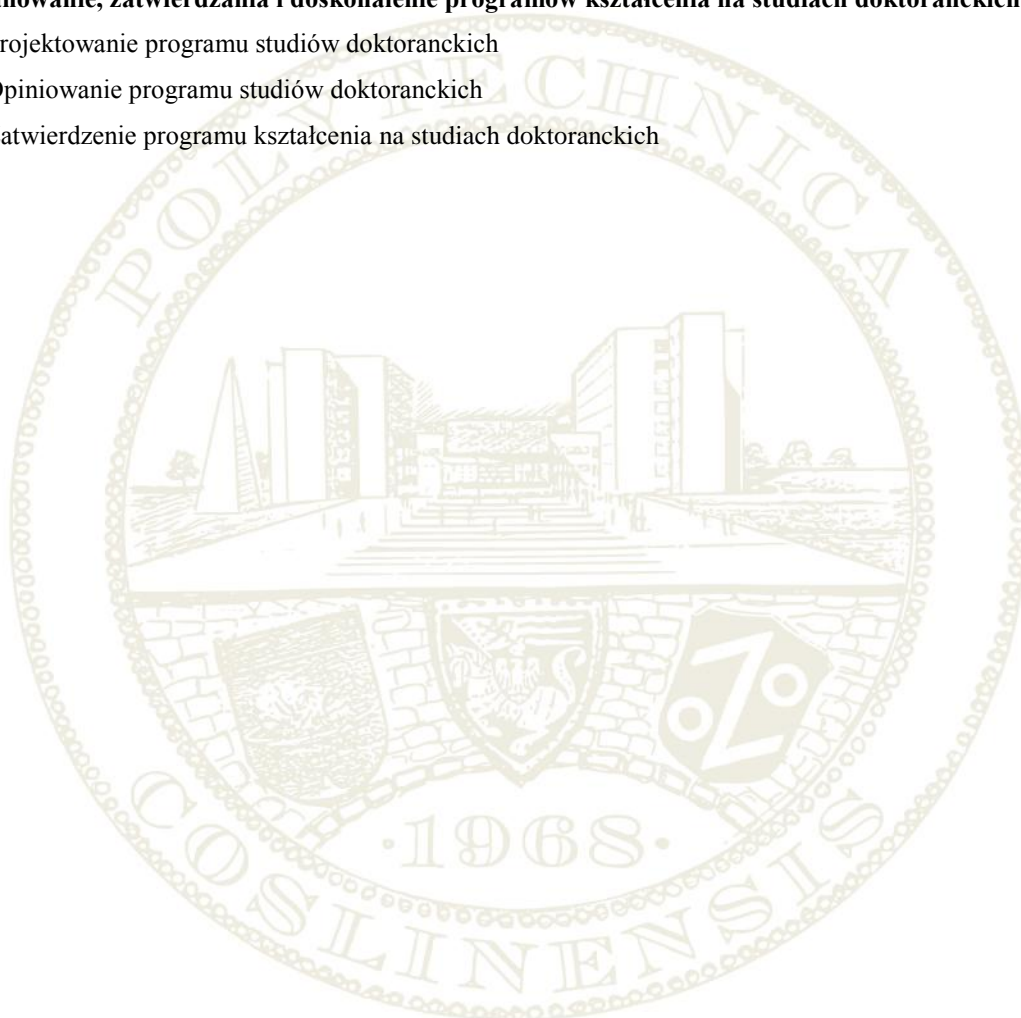 nowanie, zatwierdzania i doskonalenie programów kształcenia na studiach doktoranckich
rojektowanie programu studiów doktoranckich
Opiniowanie programu studiów doktoranckich
atwierdzenie programu kształcenia na studiach doktoranckich
POLYTECHNICA
·1968·
COSLINENSIS